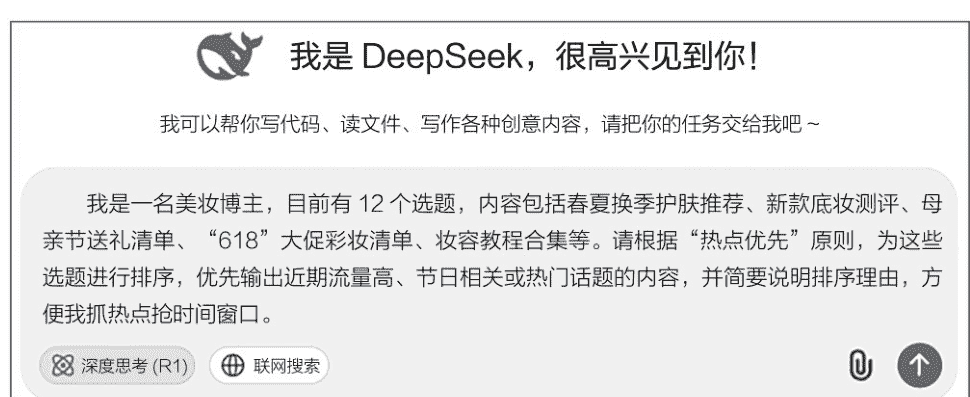 我是 DeepSeek，很高兴见到你！
我可以帮你写代码、读文件、写作各种创意内容，请把你的任务交给我吧 ~
我是一名美妆博主，目前有 12 个选题，内容包括春夏换季护肤推荐、新款底妆测评、母
亲节送礼清单、“618”大促彩妆清单、妆容教程合集等。请根据“热点优先”原则，为这些
选题进行排序，优先输出近期流量高、节日相关或热门话题的内容，并简要说明排序理由，方
便我抓热点抢时间窗口。
深度思考 (R1) 联网搜索